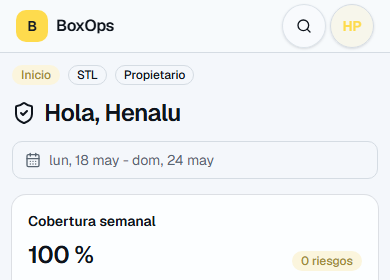 B BoxOps HP
Inicio STL Propietario
Hola, Henalu
lun, 18 may - dom, 24 may
Cobertura semanal
100 % 0 riesgos